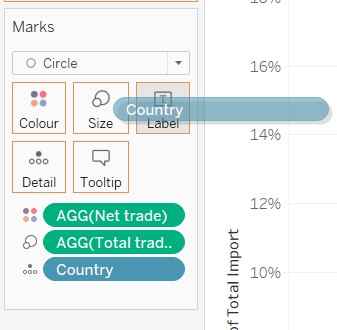 18%
Marks
Circle
16%
Country
Colour
Size
Label
14%
Detail
Tooltip
12%
AGG(Net trade)
AGG(Total trad..
Country
10%
of Total Import